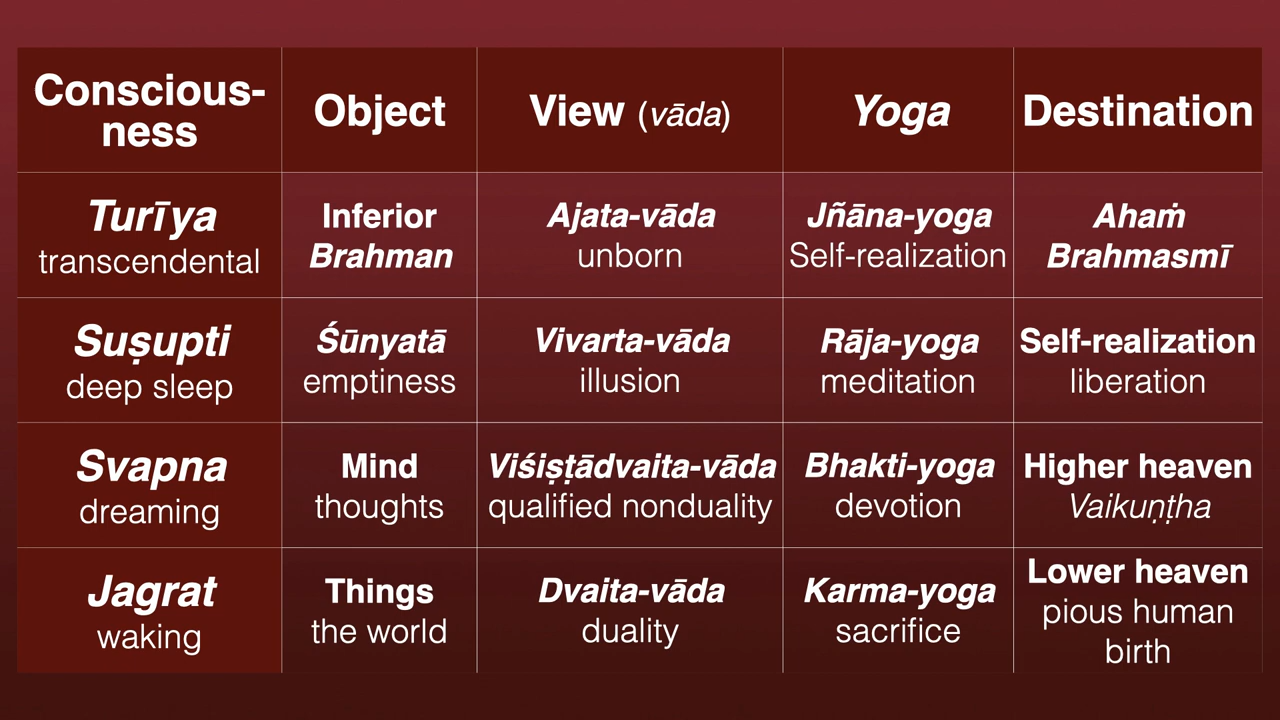 Conscious-
ness
Object
View (vāda)
Yoga
Destination
Turīya
transcendental
Inferior
Brahman
Ajata-vāda
unborn
Jñāna-yoga
Self-realization
Ahaṁ
Brahmasmī
Suṣupti
deep sleep
Śūnyatā
emptiness
Vivarta-vāda
illusion
Rāja-yoga
meditation
Self-realization
liberation
Svapna
dreaming
Mind
thoughts
Viśiṣṭādvaita-vāda
qualified nonduality
Bhakti-yoga
devotion
Higher heaven
Vaikuṇṭha
Jagrat
waking
Things
the world
Dvaita-vāda
duality
Karma-yoga
sacrifice
Lower heaven
pious human
birth